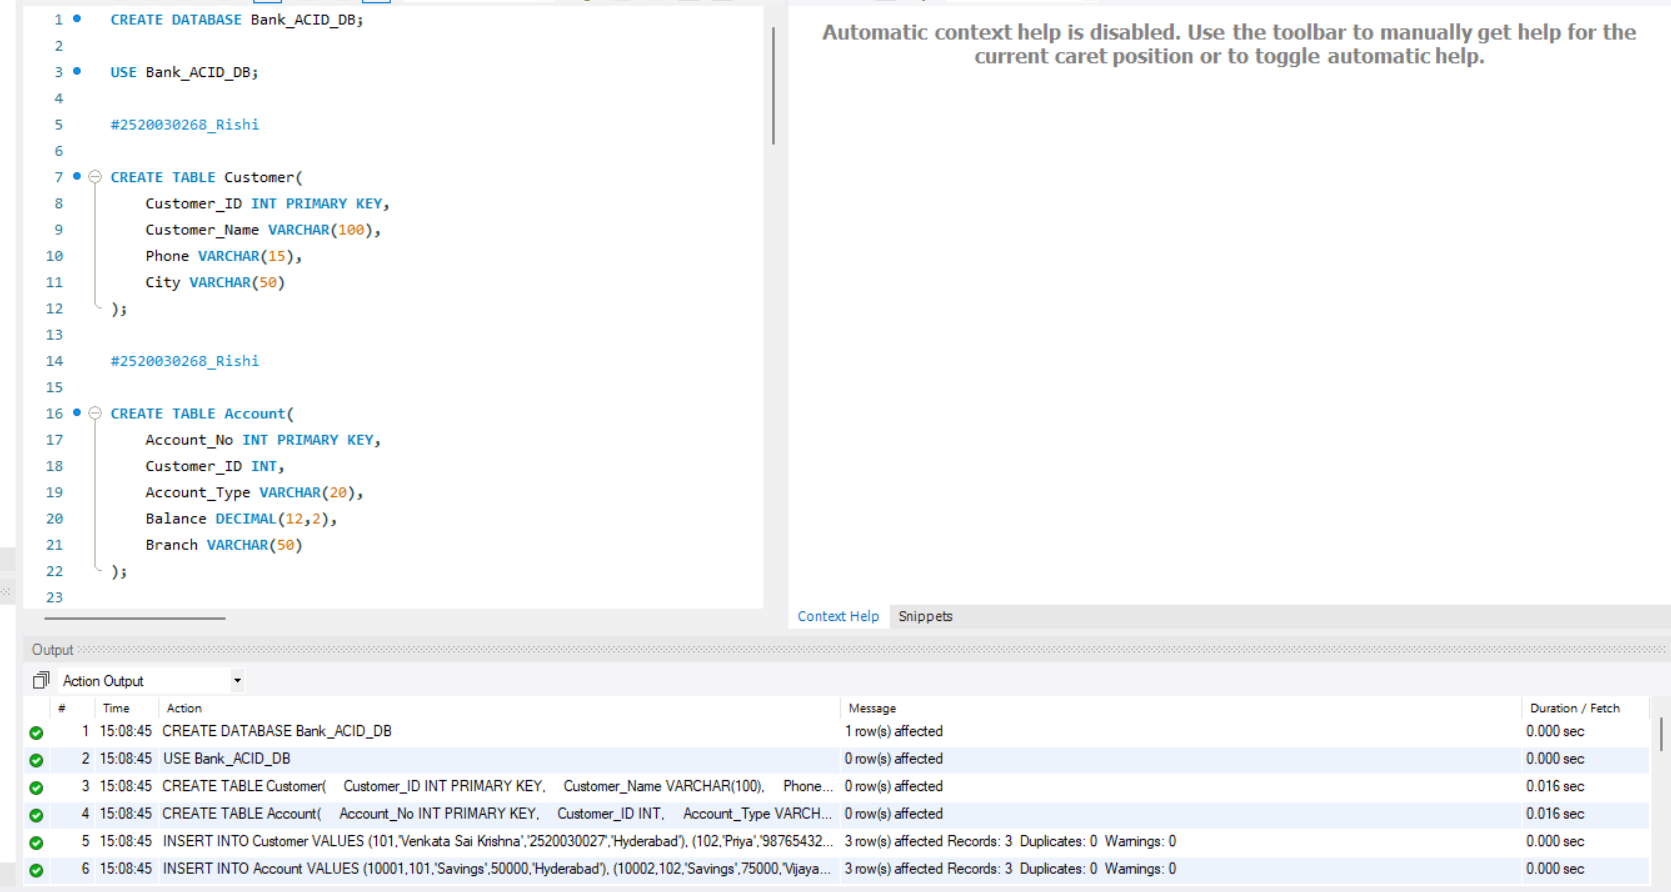 1 CREATE DATABASE Bank_ACID_DB;
2
3 USE Bank_ACID_DB;
4
5 #2520030268_Rishi
6
7 CREATE TABLE Customer(
8 Customer_ID INT PRIMARY KEY,
9 Customer_Name VARCHAR(100),
10 Phone VARCHAR(15),
11 City VARCHAR(50)
12 );
13
14 #2520030268_Rishi
15
16 CREATE TABLE Account(
17 Account_No INT PRIMARY KEY,
18 Customer_ID INT,
19 Account_Type VARCHAR(20),
20 Balance DECIMAL(12,2),
21 Branch VARCHAR(50)
22 );
23
Automatic context help is disabled. Use the toolbar to manually get help for the
current caret position or to toggle automatic help.
Context Help Snippets
Output
Action Output
# Time Action Message Duration / Fetch
1 15:08:45 CREATE DATABASE Bank_ACID_DB 1 row(s) affected 0.000 sec
2 15:08:45 USE Bank_ACID_DB 0 row(s) affected 0.000 sec
3 15:08:45 CREATE TABLE Customer( Customer_ID INT PRIMARY KEY, Customer_Name VARCHAR(100), Phone... 0 row(s) affected 0.016 sec
4 15:08:45 CREATE TABLE Account( Account_No INT PRIMARY KEY, Customer_ID INT, Account_Type VARCH... 0 row(s) affected 0.016 sec
5 15:08:45 INSERT INTO Customer VALUES (101,'Venkata Sai Krishna','2520030027','Hyderabad'), (102,'Priya','98765432... 3 row(s) affected Records: 3 Duplicates: 0 Warnings: 0 0.000 sec
6 15:08:45 INSERT INTO Account VALUES (10001,101,'Savings',50000,'Hyderabad'), (10002,102,'Savings',75000,'Vijaya... 3 row(s) affected Records: 3 Duplicates: 0 Warnings: 0 0.000 sec